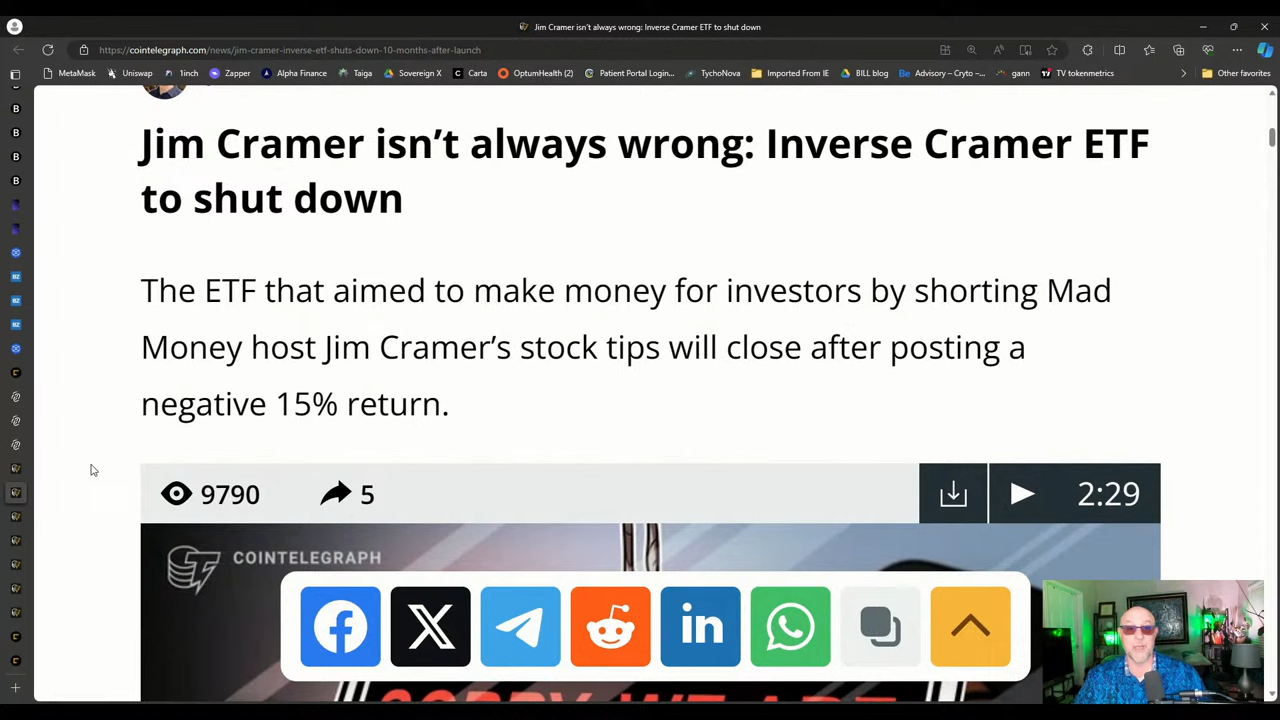 Jim Cramer isn't always wrong: Inverse Cramer ETF to shut down
https://cointelegraph.com/news/jim-cramer-inverse-etf-shuts-down-10-months-after-launch
MetaMask Uniswap 1inch Zapper Alpha Finance Taiga Sovereign X Carta OptumHealth (2) Patient Portal Login... TychoNova Imported From IE BILL blog Advisory – Cryto –... gann TV tokenmetrics Other favorites
Jim Cramer isn't always wrong: Inverse Cramer ETF
to shut down
The ETF that aimed to make money for investors by shorting Mad
Money host Jim Cramer's stock tips will close after posting a
negative 15% return.
9790 5 2:29
COINTELEGRAPH